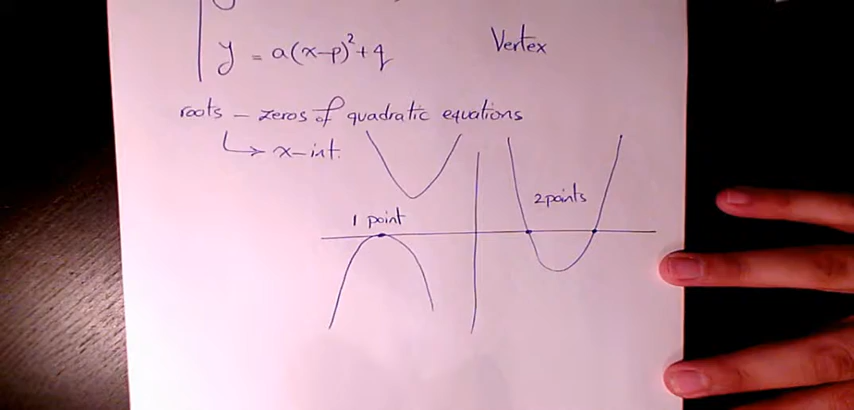 y = a(x-p)²+q
Vertex
roots - zeros of quadratic equations
↳ x-int.
2 points
1 point